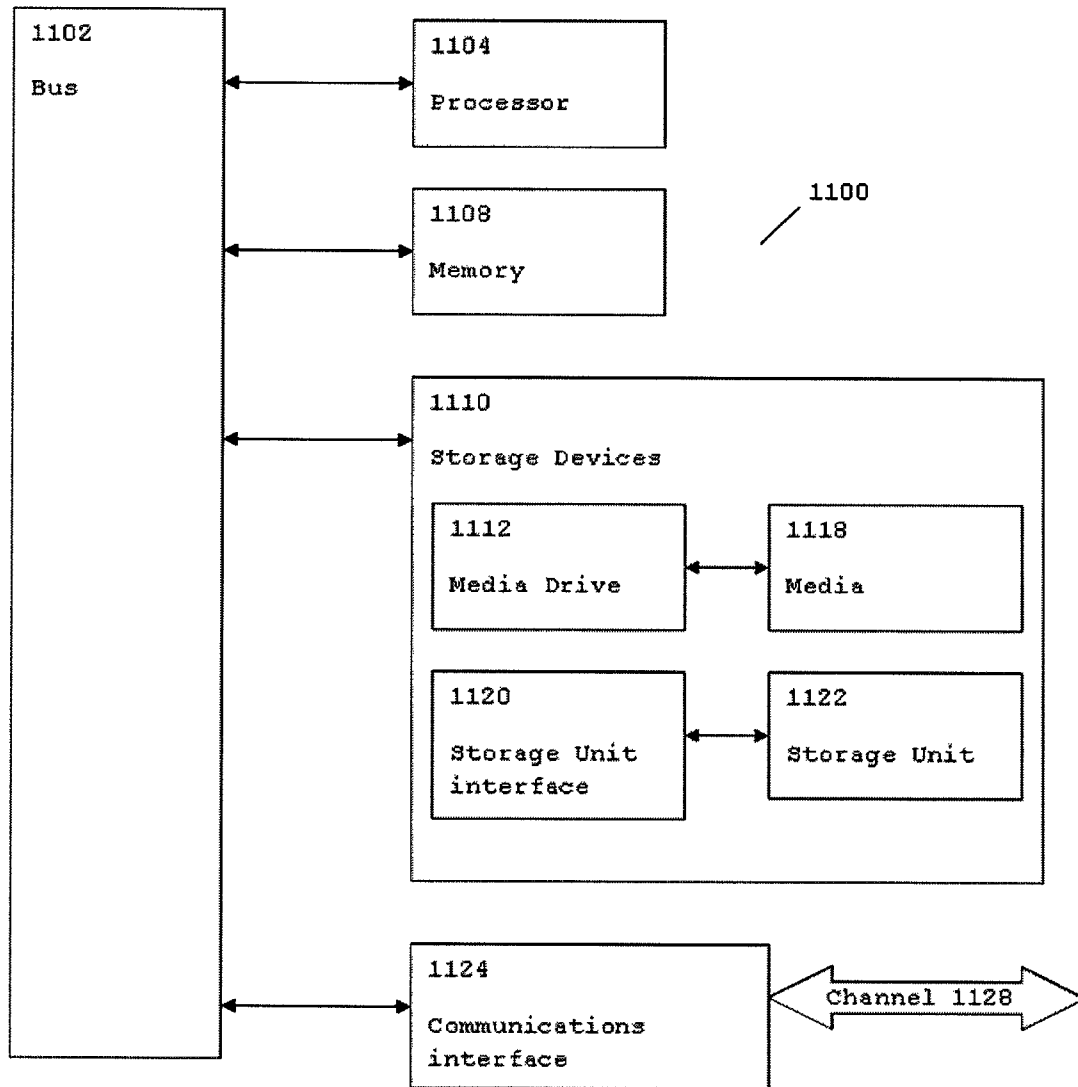 1102
Bus
1104
Processor
1108
Memory
1100
1110
Storage Devices
1112
Media Drive
1118
Media
1120
Storage Unit
interface
1122
Storage Unit
1124
Communications
interface
Channel 1128